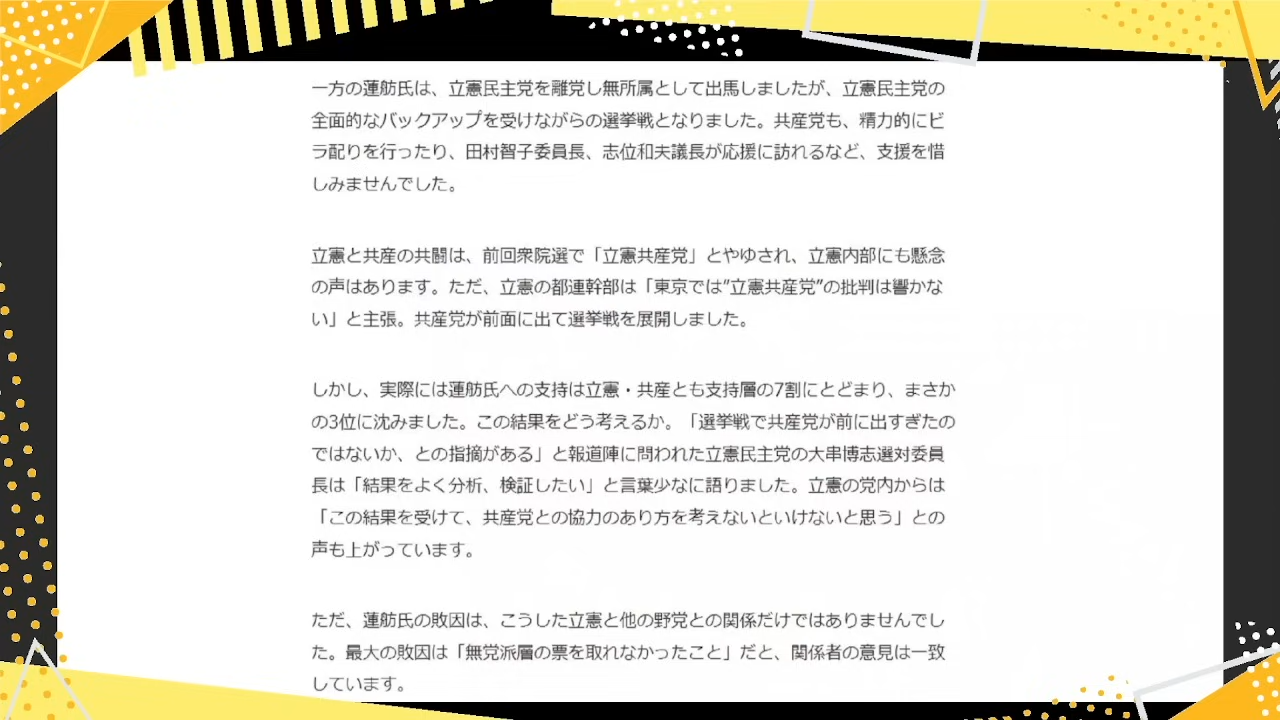 一方の蓮舫氏は、立憲民主党を離党し無所属として出馬しましたが、立憲民主党の
全面的なバックアップを受けながらの選挙戦となりました。共産党も、精力的にビ
ラ配りを行ったり、田村智子委員長、志位和夫議長が応援に訪れるなど、支援を惜
しみませんでした。
立憲と共産の共闘は、前回衆院選で「立憲共産党」とやゆされ、立憲内部にも懸念
の声はあります。ただ、立憲の都連幹部は「東京では“立憲共産党”の批判は響かな
い」と主張。共産党が前面に出て選挙戦を展開しました。
しかし、実際には蓮舫氏への支持は立憲・共産とも支持層の7割にとどまり、まさか
の3位に沈みました。この結果をどう考えるか。「選挙戦で共産党が前に出すぎたの
ではないか、との指摘がある」と報道陣に問われた立憲民主党の大串博志選対委員
長は「結果をよく分析、検証したい」と言葉少なに語りました。立憲の党内からは
「この結果を受けて、共産党との協力のあり方を考えないといけないと思う」との
声も上がっています。
ただ、蓮舫氏の敗因は、こうした立憲と他の野党との関係だけではありませんでし
た。最大の敗因は「無党派層の票を取れなかったこと」だと、関係者の意見は一致
しています。